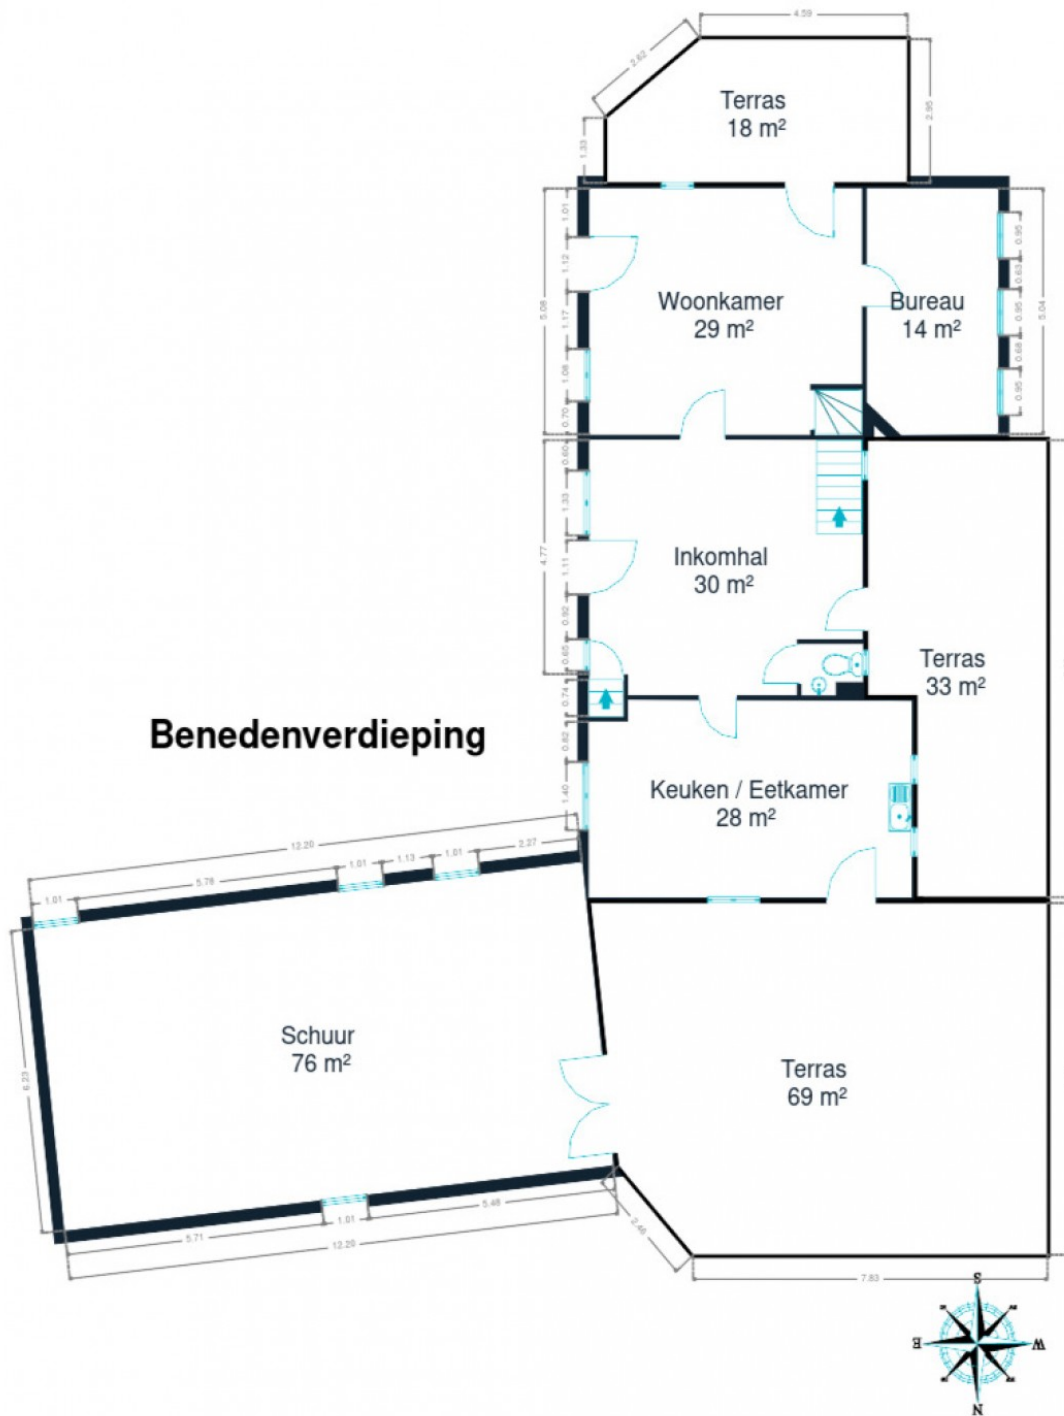 4.59
2.62
2.95
1.33
Terras
18 m²
1.01
1.12
1.17
1.08
0.70
5.08
Woonkamer
29 m²
Bureau
14 m²
0.95
0.63
0.95
0.68
0.95
5.04
0.60
1.33
1.11
0.92
0.65
0.74
4.77
Inkomhal
30 m²
Terras
33 m²
Benedenverdieping
0.82
1.40
Keuken / Eetkamer
28 m²
12.20
1.01
5.78
1.01
1.13
1.01
2.27
6.23
Schuur
76 m²
Terras
69 m²
5.71
1.01
5.48
12.20
2.46
7.83
S
E
W
N